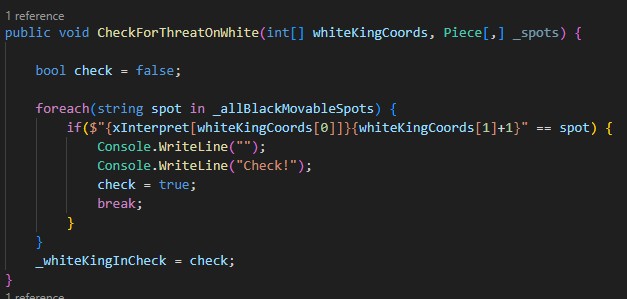 1 reference
public void CheckForThreatOnWhite(int[] whiteKingCoords, Piece[,] _spots) {
bool check = false;
foreach(string spot in _allBlackMovableSpots) {
if($"{xInterpret[whiteKingCoords[0]]}{whiteKingCoords[1]+1}" == spot) {
Console.WriteLine("");
Console.WriteLine("Check!");
check = true;
break;
}
}
_whiteKingInCheck = check;
}
1 reference